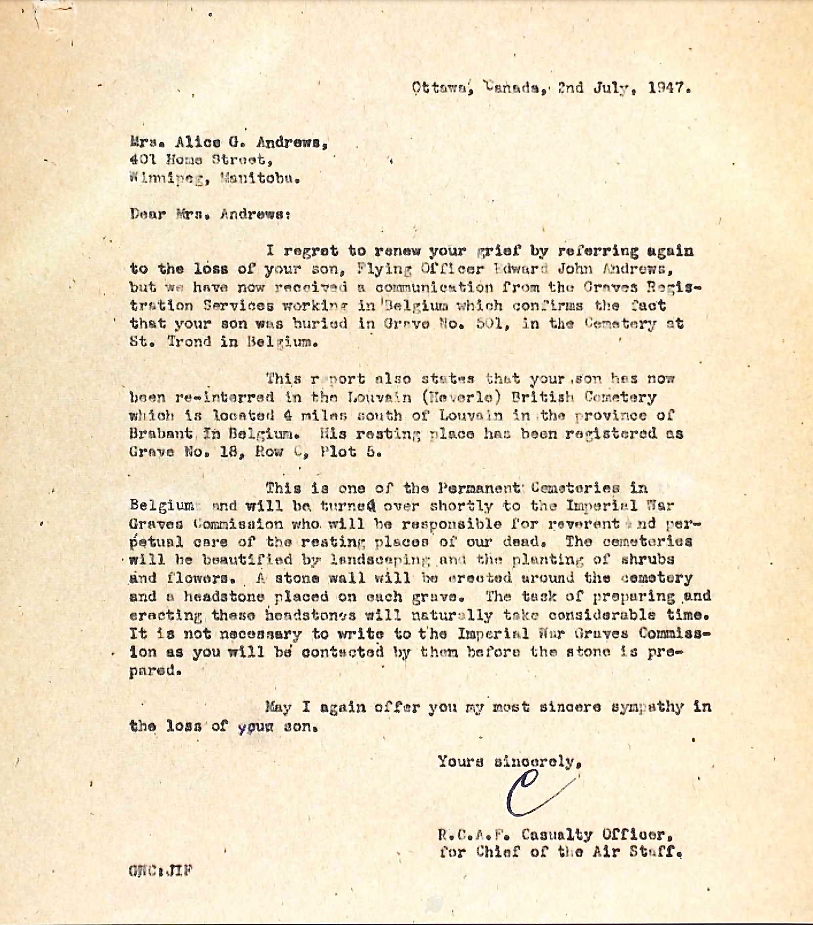 Ottawa, Canada, 2nd July, 1947.
Mrs. Alice G. Andrews,
401 Home Street,
Winnipeg, Manitoba.
Dear Mrs. Andrews:
I regret to renew your grief by referring again
to the loss of your son, Flying Officer Edward John Andrews,
but we have now received a communication from the Graves Regis-
tration Services working in Belgium which confirms the fact
that your son was buried in Grave No. 501, in the Cemetery at
St. Trond in Belgium.
This report also states that your son has now
been re-interred in the Louvain (Heverle) British Cemetery
which is located 4 miles south of Louvain in the province of
Brabant In Belgium. His resting place has been registered as
Grave No. 18, Row C, Plot 5.
This is one of the Permanent Cemeteries in
Belgium and will be turned over shortly to the Imperial War
Graves Commission who will be responsible for reverent and per-
petual care of the resting places of our dead. The cemeteries
will be beautified by landscaping and the planting of shrubs
and flowers. A stone wall will be erected around the cemetery
and a headstone placed on each grave. The task of preparing and
erecting these headstones will naturally take considerable time.
It is not necessary to write to the Imperial War Graves Commiss-
ion as you will be contacted by them before the stone is pre-
pared.
May I again offer you my most sincere sympathy in
the loss of your son.
Yours sincerely,
C
R.C.A.F. Casualty Officer,
for Chief of the Air Staff.
:JIF